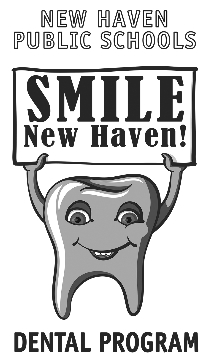 NEW HAVEN
PUBLIC SCHOOLS
SMILE
New Haven!
DENTAL PROGRAM